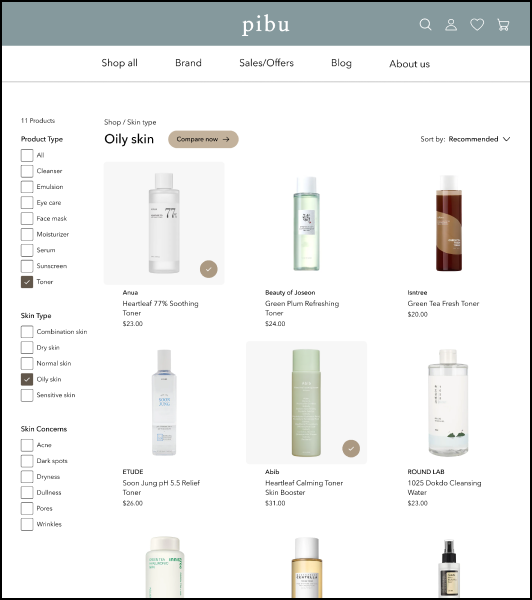 pibu
Shop all
Brand
Sales/Offers
Blog
About us
11 Products
Product Type
All
Cleanser
Emulsion
Eye care
Face mask
Moisturizer
Serum
Sunscreen
Toner
Skin Type
Combination skin
Dry skin
Normal skin
Oily skin
Sensitive skin
Skin Concerns
Acne
Dark spots
Dryness
Dullness
Pores
Wrinkles
Shop / Skin type
Oily skin
Compare now →
Sort by: Recommended
77
Anua
Heartleaf 77% Soothing
Toner
$23.00
Beauty of Joseon
Green Plum Refreshing
Toner
$24.00
Isntree
Green Tea Fresh Toner
$20.00
SOON
JUNG
ETUDE
Soon Jung pH 5.5 Relief
Toner
$26.00
Abib
Heartleaf Calming Toner
Skin Booster
$31.00
ROUND LAB
1025 Dokdo Cleansing
Water
$23.00